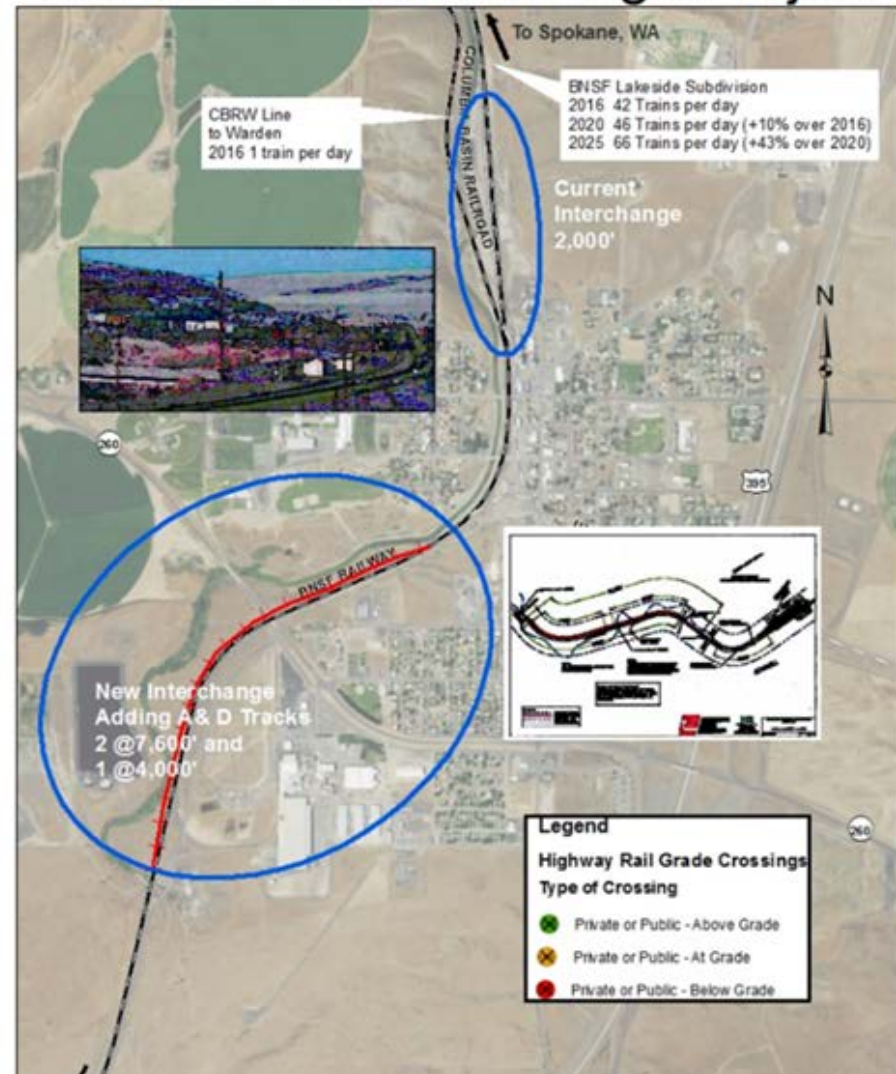 To Spokane, WA
BNSF Lakeside Subdivision
2016 42 Trains per day
2020 46 Trains per day (+10% over 2016)
2025 66 Trains per day (+43% over 2020)
CBRW Line
to Warden
2016 1 train per day
COLUMBIA BASIN RAILROAD
Current
Interchange
2,000'
N
260
395
BNSF RAILWAY
New Interchange
Adding A & D Tracks
2 @7,600' and
1 @4,000'
260
Legend
Highway Rail Grade Crossings
Type of Crossing
Private or Public - Above Grade
Private or Public - At Grade
Private or Public - Below Grade